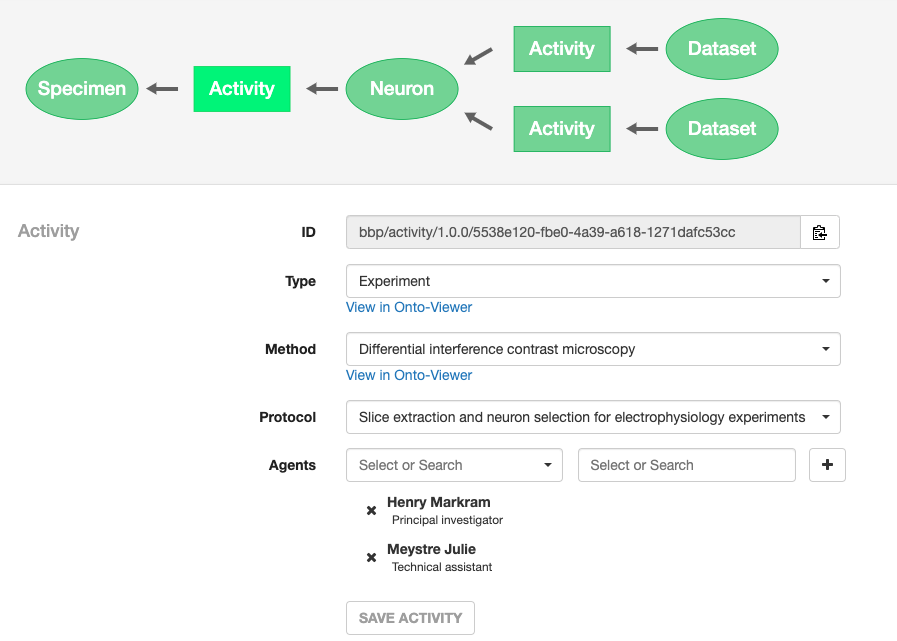 Activity
Dataset
Specimen
Activity
Neuron
Activity
Dataset
Activity
ID
bbp/activity/1.0.0/5538e120-fbe0-4a39-a618-1271dafc53cc
Type
Experiment
View in Onto-Viewer
Method
Differential interference contrast microscopy
View in Onto-Viewer
Protocol
Slice extraction and neuron selection for electrophysiology experiments
Agents
Select or Search
Select or Search
Henry Markram
Principal investigator
Meystre Julie
Technical assistant
SAVE ACTIVITY